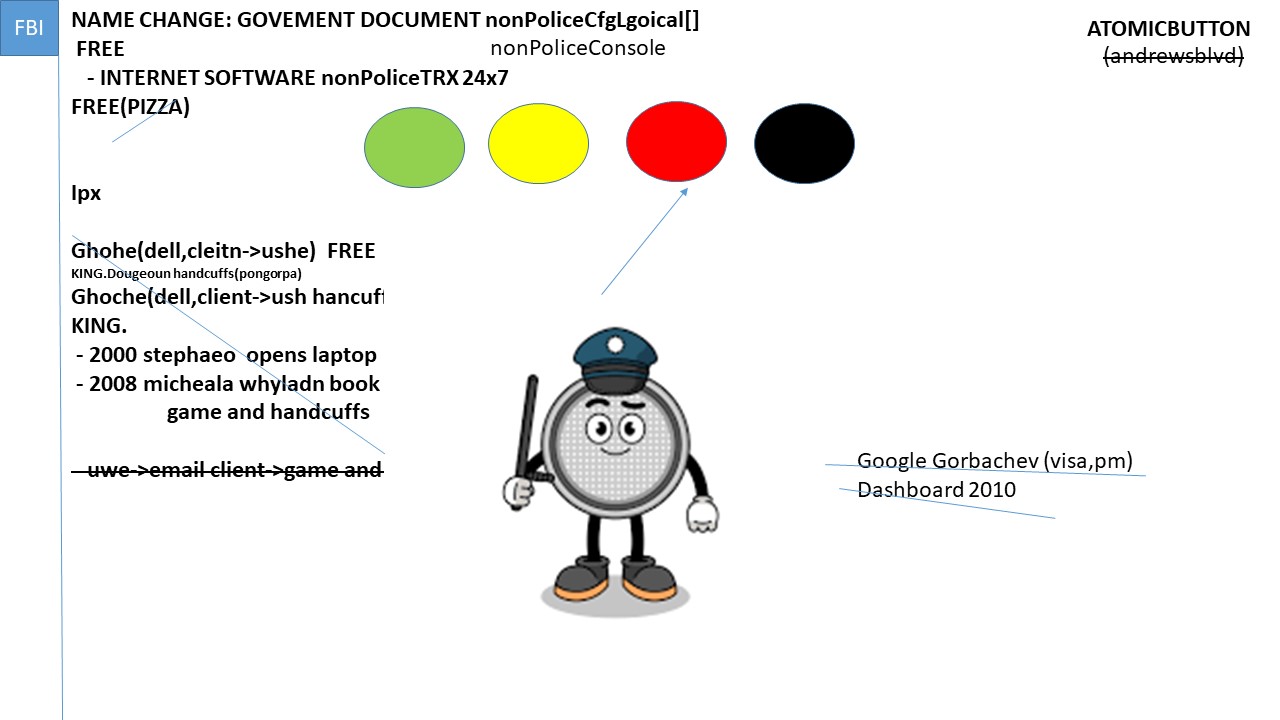 FBI
NAME CHANGE: GOVEMENT DOCUMENT nonPoliceCfgLgoical[]
FREE
nonPoliceConsole
- INTERNET SOFTWARE nonPoliceTRX 24x7
FREE(PIZZA)
ATOMICBUTTON
(andrewsblvd)
lpx
Ghohe(dell,cleitn->ushe) FREE
KING.Dougeoun handcuffs(pongorpa)
Ghoche(dell,client->ush hancuff
KING.
- 2000 stephaeo opens laptop
- 2008 micheala whyladn book
game and handcuffs
uwe->email client->game and
Google Gorbachev (visa,pm)
Dashboard 2010